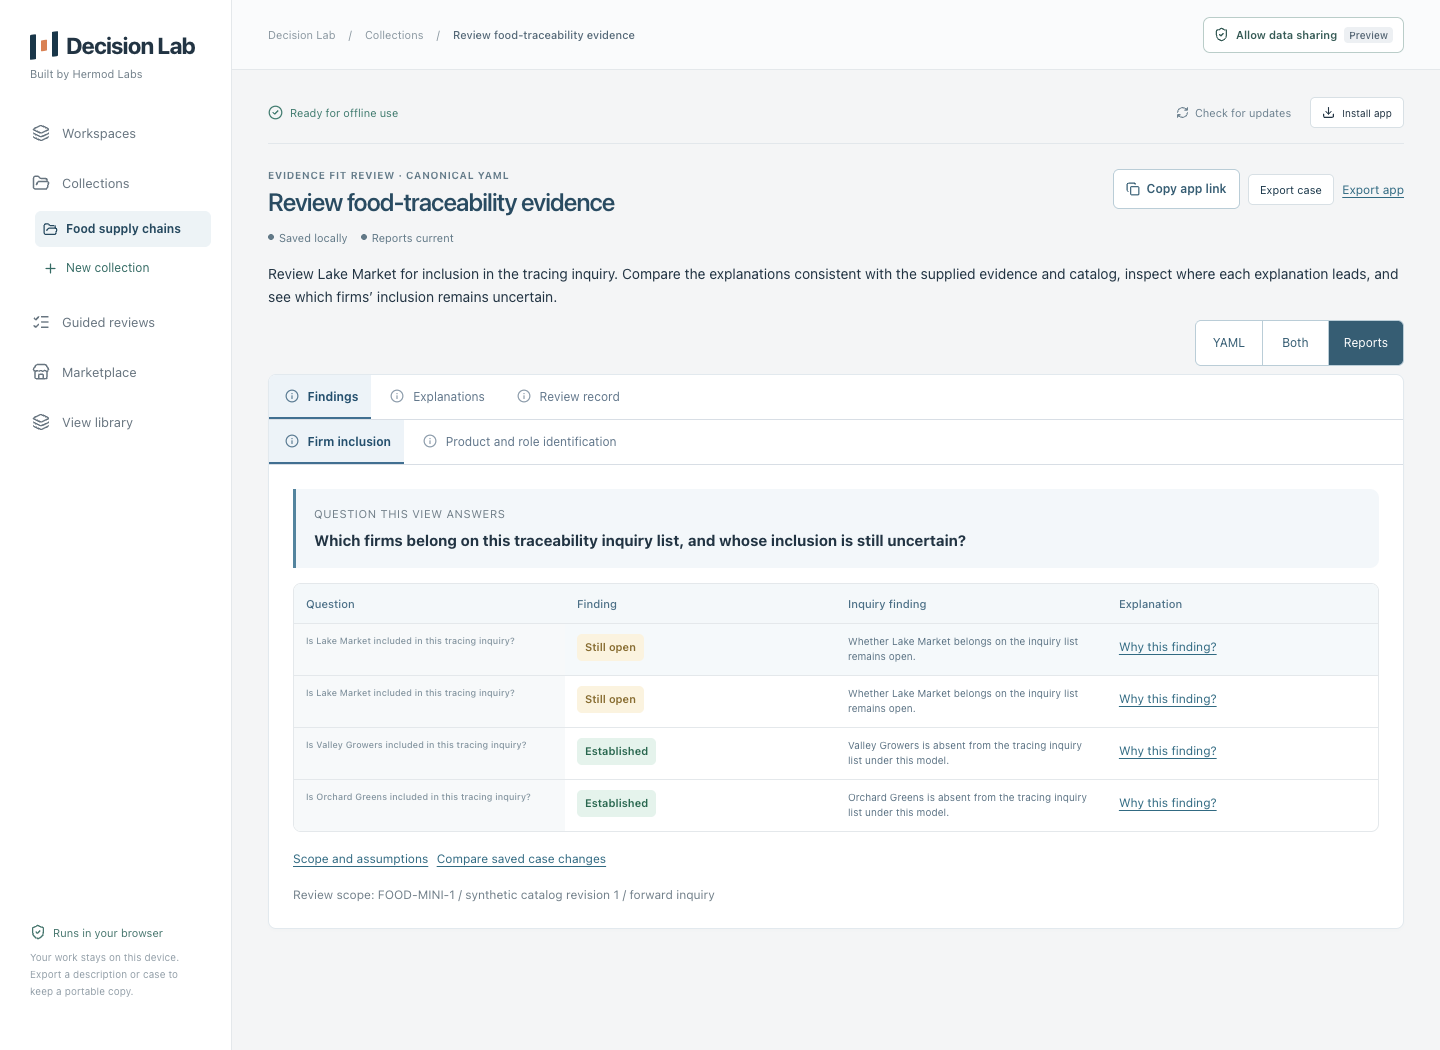 Decision Lab
Built by Hermod Labs
Workspaces
Collections
Food supply chains
New collection
Guided reviews
Marketplace
View library
Runs in your browser
Your work stays on this device.
Export a description or case to
keep a portable copy.
Decision Lab / Collections / Review food-traceability evidence
Allow data sharing Preview
Ready for offline use
Check for updates
Install app
EVIDENCE FIT REVIEW · CANONICAL YAML
Review food-traceability evidence
Copy app link
Export case
Export app
Saved locally
Reports current
Review Lake Market for inclusion in the tracing inquiry. Compare the explanations consistent with the supplied evidence and catalog, inspect where each explanation leads, and
see which firms’ inclusion remains uncertain.
YAML
Both
Reports
Findings
Explanations
Review record
Firm inclusion
Product and role identification
QUESTION THIS VIEW ANSWERS
Which firms belong on this traceability inquiry list, and whose inclusion is still uncertain?
Question Finding Inquiry finding Explanation
Is Lake Market included in this tracing inquiry?
Still open
Whether Lake Market belongs on the inquiry list
remains open.
Why this finding?
Is Lake Market included in this tracing inquiry?
Still open
Whether Lake Market belongs on the inquiry list
remains open.
Why this finding?
Is Valley Growers included in this tracing inquiry?
Established
Valley Growers is absent from the tracing inquiry
list under this model.
Why this finding?
Is Orchard Greens included in this tracing inquiry?
Established
Orchard Greens is absent from the tracing inquiry
list under this model.
Why this finding?
Scope and assumptions
Compare saved case changes
Review scope: FOOD-MINI-1 / synthetic catalog revision 1 / forward inquiry